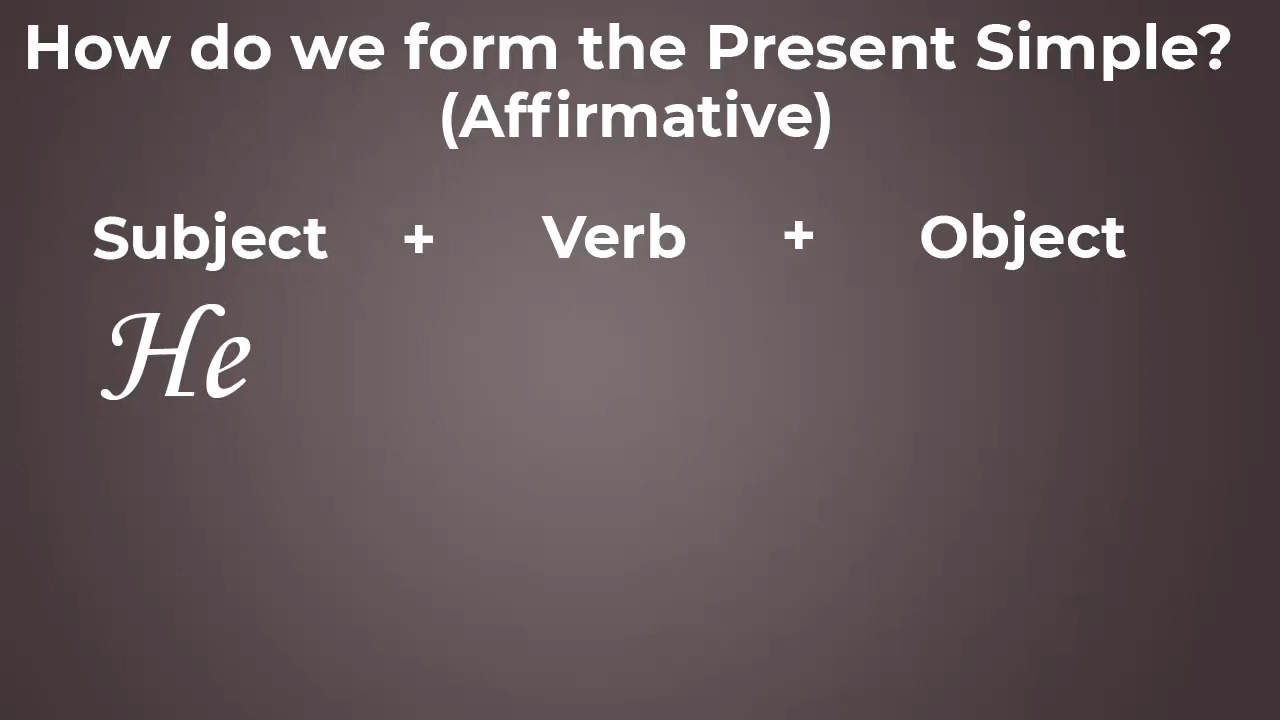 How do we form the Present Simple?
(Affirmative)
Subject + Verb + Object
He